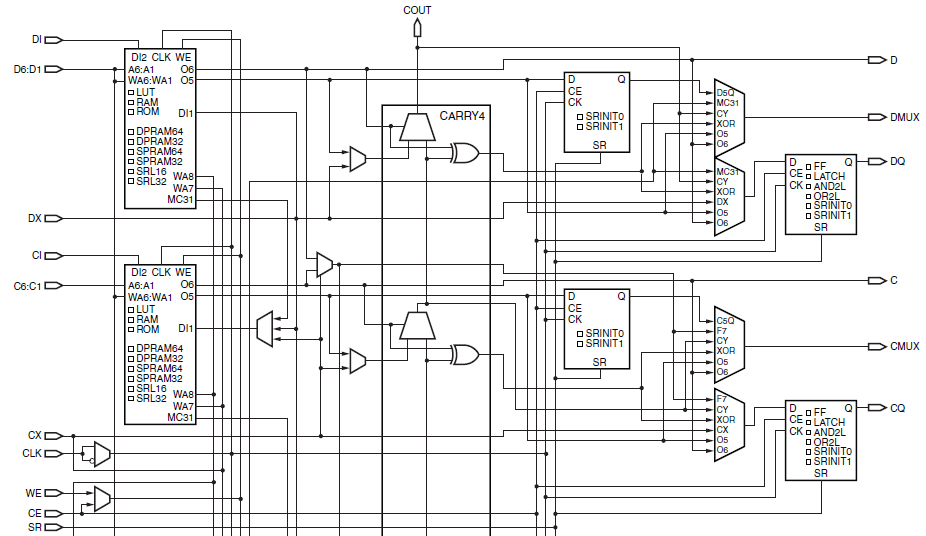 COUT
DI
D6:D1
DI2 CLK WE
A6:A1
WA6:WA1
O6
O5
LUT
RAM
ROM
DI1
DPRAM64
DPRAM32
SPRAM64
SPRAM32
SRL16
SRL32
WA8
WA7
MC31
CARRY4
D
CE
CK
Q
SRINIT0
SRINIT1
SR
D5Q
MC31
CY
XOR
O5
O6
D
DMUX
MC31
CY
XOR
DX
O5
O6
D
CE
CK
Q
FF
LATCH
AND2L
OR2L
SRINIT0
SRINIT1
SR
DQ
DX
CI
C6:C1
DI2 CLK WE
A6:A1
WA6:WA1
O6
O5
LUT
RAM
ROM
DI1
DPRAM64
DPRAM32
SPRAM64
SPRAM32
SRL16
SRL32
WA8
WA7
MC31
D
CE
CK
Q
SRINIT0
SRINIT1
SR
C5Q
F7
CY
XOR
O5
O6
C
CMUX
F7
CY
XOR
CX
O5
O6
D
CE
CK
Q
FF
LATCH
AND2L
OR2L
SRINIT0
SRINIT1
SR
CQ
CX
CLK
WE
CE
SR